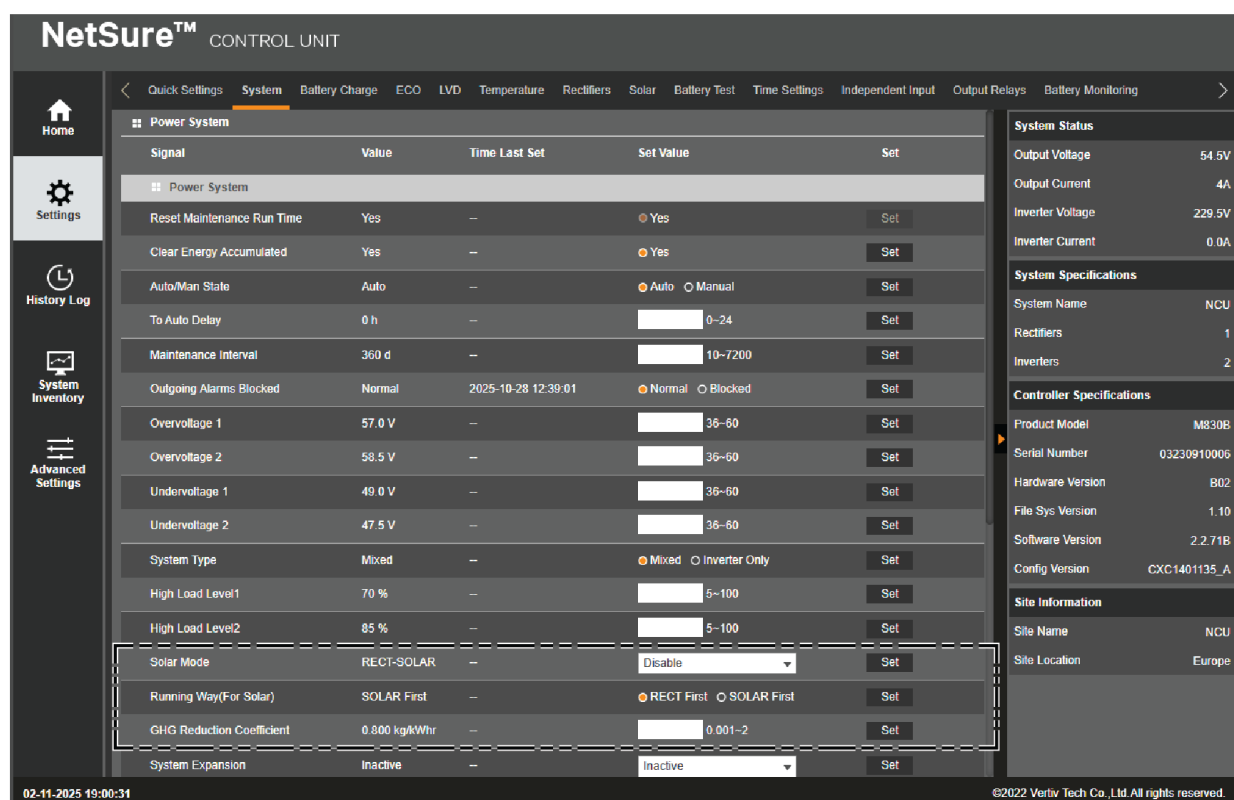 NetSure™ CONTROL UNIT
Quick Settings System Battery Charge ECO LVD Temperature Rectifiers Solar Battery Test Time Settings Independent Input Output Relays Battery Monitoring
Home
Settings
History Log
System
Inventory
Advanced
Settings
Power System
Signal Value Time Last Set Set Value Set
Power System
Reset Maintenance Run Time Yes -- Yes Set
Clear Energy Accumulated Yes -- Yes Set
Auto/Man State Auto -- Auto Manual Set
To Auto Delay 0 h -- 0~24 Set
Maintenance Interval 360 d -- 10~7200 Set
Outgoing Alarms Blocked Normal 2025-10-28 12:39:01 Normal Blocked Set
Overvoltage 1 57.0 V -- 36~60 Set
Overvoltage 2 58.5 V -- 36~60 Set
Undervoltage 1 49.0 V -- 36~60 Set
Undervoltage 2 47.5 V -- 36~60 Set
System Type Mixed -- Mixed Inverter Only Set
High Load Level1 70 % -- 5~100 Set
High Load Level2 85 % -- 5~100 Set
Solar Mode RECT-SOLAR -- Disable Set
Running Way(For Solar) SOLAR First -- RECT First SOLAR First Set
GHG Reduction Coefficient 0.800 kg/kWhr -- 0.001~2 Set
System Expansion Inactive -- Inactive Set
System Status
Output Voltage 54.5V
Output Current 4A
Inverter Voltage 229.5V
Inverter Current 0.0A
System Specifications
System Name NCU
Rectifiers 1
Inverters 2
Controller Specifications
Product Model M830B
Serial Number 03230910006
Hardware Version B02
File Sys Version 1.10
Software Version 2.2.71B
Config Version CXC1401135_A
Site Information
Site Name NCU
Site Location Europe
02-11-2025 19:00:31 ©2022 Vertiv Tech Co.,Ltd.All rights reserved.